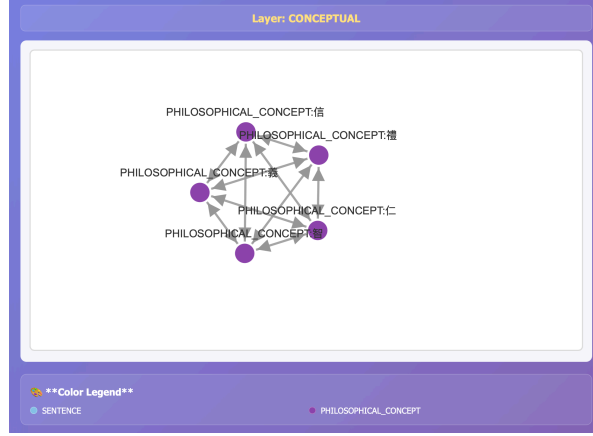 Layer: CONCEPTUAL
PHILOSOPHICAL_CONCEPT:信
PHILOSOPHICAL_CONCEPT:禮
PHILOSOPHICAL_CONCEPT:義
PHILOSOPHICAL_CONCEPT:仁
PHILOSOPHICAL_CONCEPT:智
**Color Legend**
SENTENCE
PHILOSOPHICAL_CONCEPT